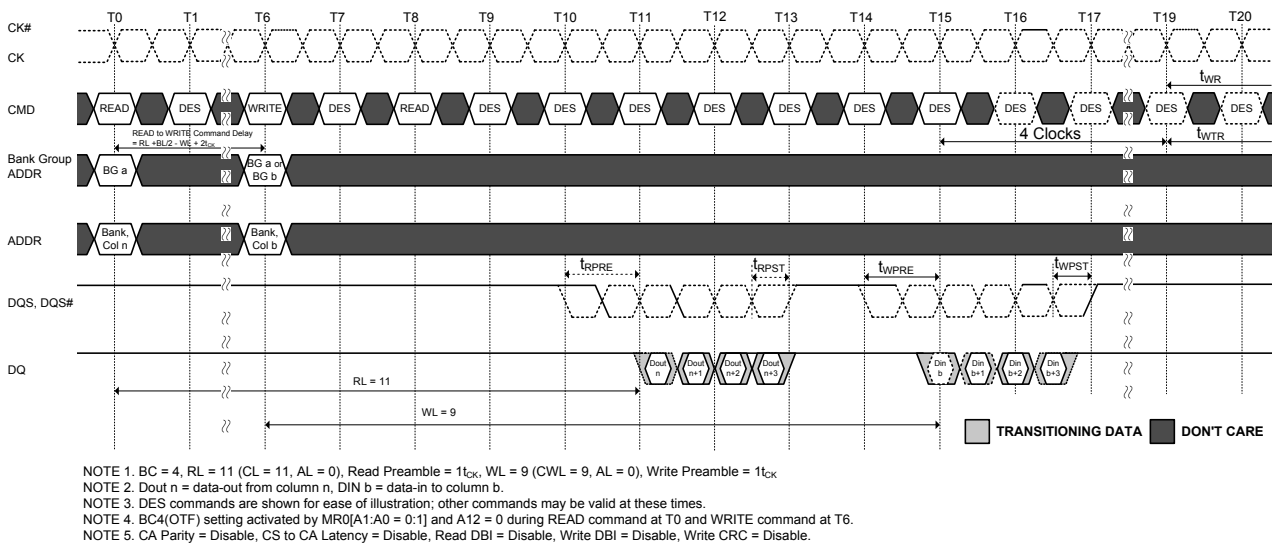 T0 T1 T6 T7 T8 T9 T10 T11 T12 T13 T14 T15 T16 T17 T19 T20
CK#
CK
tWR
CMD READ DES WRITE DES READ DES DES DES DES DES DES DES DES DES DES DES
READ to WRITE Command Delay
= RL +BL/2 - WL + 2tCK
4 Clocks
tWTR
Bank Group
ADDR
BG a
BG a or
BG b
ADDR
Bank,
Col n
Bank,
Col b
tRPRE tRPST tWPRE tWPST
DQS, DQS#
DQ
Dout
n
Dout
n+1
Dout
n+2
Dout
n+3
Din
b
Din
b+1
Din
b+2
Din
b+3
RL = 11
WL = 9
TRANSITIONING DATA DON'T CARE
NOTE 1. BC = 4, RL = 11 (CL = 11, AL = 0), Read Preamble = 1tCK, WL = 9 (CWL = 9, AL = 0), Write Preamble = 1tCK
NOTE 2. Dout n = data-out from column n, DIN b = data-in to column b.
NOTE 3. DES commands are shown for ease of illustration; other commands may be valid at these times.
NOTE 4. BC4(OTF) setting activated by MR0[A1:A0 = 0:1] and A12 = 0 during READ command at T0 and WRITE command at T6.
NOTE 5. CA Parity = Disable, CS to CA Latency = Disable, Read DBI = Disable, Write DBI = Disable, Write CRC = Disable.